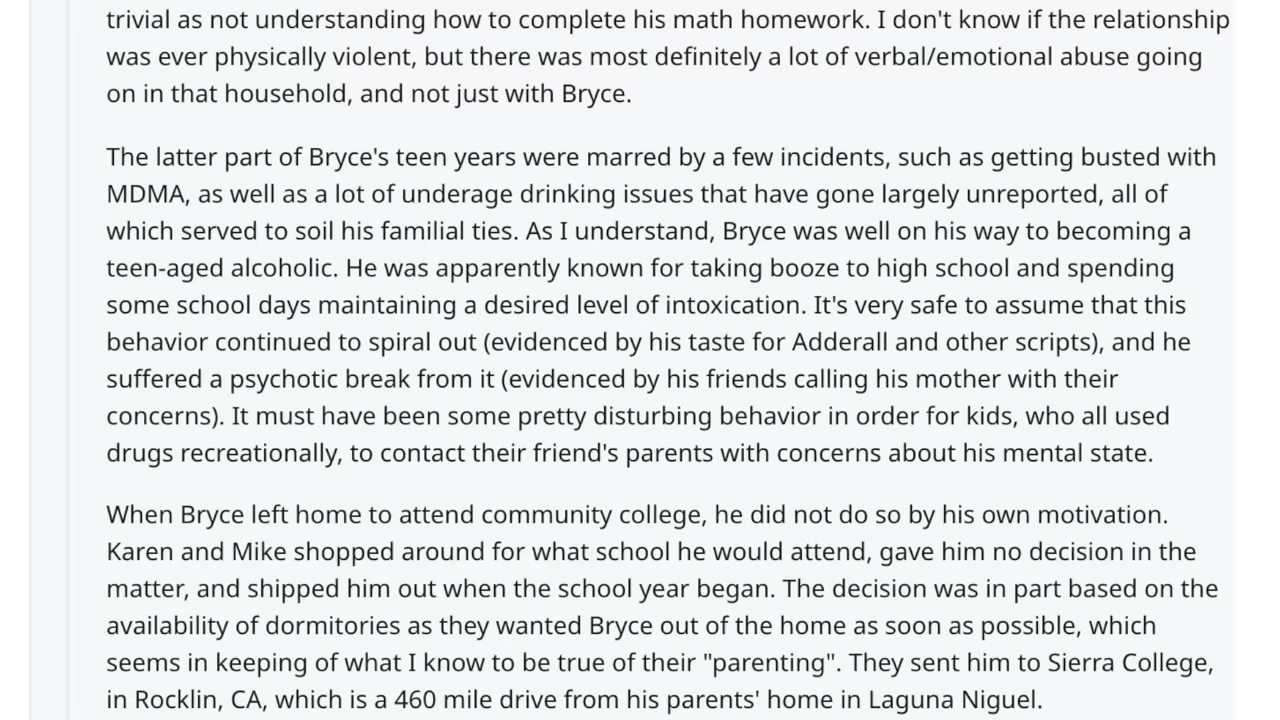 trivial as not understanding how to complete his math homework. I don't know if the relationship
was ever physically violent, but there was most definitely a lot of verbal/emotional abuse going
on in that household, and not just with Bryce.
The latter part of Bryce's teen years were marred by a few incidents, such as getting busted with
MDMA, as well as a lot of underage drinking issues that have gone largely unreported, all of
which served to soil his familial ties. As I understand, Bryce was well on his way to becoming a
teen-aged alcoholic. He was apparently known for taking booze to high school and spending
some school days maintaining a desired level of intoxication. It's very safe to assume that this
behavior continued to spiral out (evidenced by his taste for Adderall and other scripts), and he
suffered a psychotic break from it (evidenced by his friends calling his mother with their
concerns). It must have been some pretty disturbing behavior in order for kids, who all used
drugs recreationally, to contact their friend's parents with concerns about his mental state.
When Bryce left home to attend community college, he did not do so by his own motivation.
Karen and Mike shopped around for what school he would attend, gave him no decision in the
matter, and shipped him out when the school year began. The decision was in part based on the
availability of dormitories as they wanted Bryce out of the home as soon as possible, which
seems in keeping of what I know to be true of their "parenting". They sent him to Sierra College,
in Rocklin, CA, which is a 460 mile drive from his parents' home in Laguna Niguel.